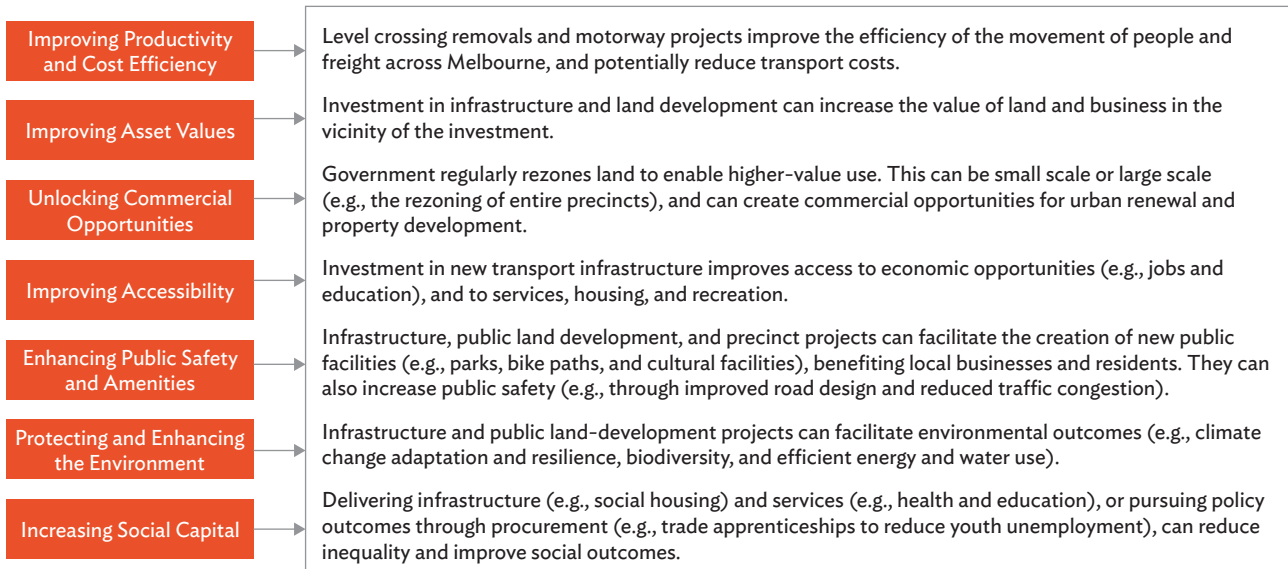 Improving Productivity
and Cost Efficiency
Level crossing removals and motorway projects improve the efficiency of the movement of people and
freight across Melbourne, and potentially reduce transport costs.
Improving Asset Values
Investment in infrastructure and land development can increase the value of land and business in the
vicinity of the investment.
Unlocking Commercial
Opportunities
Government regularly rezones land to enable higher-value use. This can be small scale or large scale
(e.g., the rezoning of entire precincts), and can create commercial opportunities for urban renewal and
property development.
Improving Accessibility
Investment in new transport infrastructure improves access to economic opportunities (e.g., jobs and
education), and to services, housing, and recreation.
Enhancing Public Safety
and Amenities
Infrastructure, public land development, and precinct projects can facilitate the creation of new public
facilities (e.g., parks, bike paths, and cultural facilities), benefiting local businesses and residents. They can
also increase public safety (e.g., through improved road design and reduced traffic congestion).
Protecting and Enhancing
the Environment
Infrastructure and public land-development projects can facilitate environmental outcomes (e.g., climate
change adaptation and resilience, biodiversity, and efficient energy and water use).
Increasing Social Capital
Delivering infrastructure (e.g., social housing) and services (e.g., health and education), or pursuing policy
outcomes through procurement (e.g., trade apprenticeships to reduce youth unemployment), can reduce
inequality and improve social outcomes.